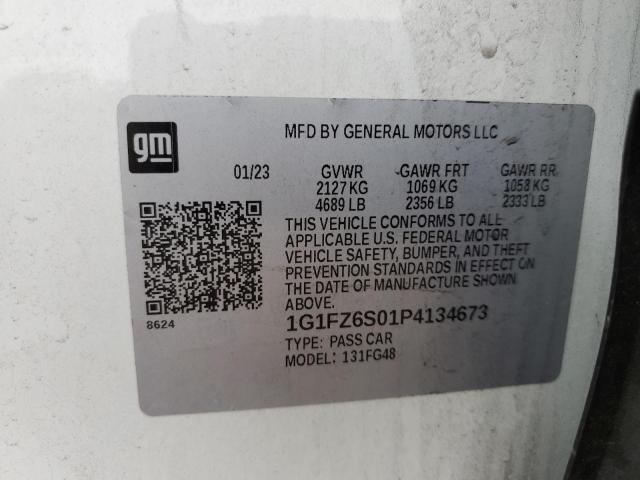 gm
MFD BY GENERAL MOTORS LLC
01/23 GVWR GAWR FRT GAWR RR
2127 KG 1069 KG 1058 KG
4689 LB 2356 LB 2333 LB
THIS VEHICLE CONFORMS TO ALL
APPLICABLE U.S. FEDERAL MOTOR
VEHICLE SAFETY, BUMPER, AND THEFT
PREVENTION STANDARDS IN EFFECT ON
THE DATE OF MANUFACTURE SHOWN
ABOVE.
8624
1G1FZ6S01P4134673
TYPE: PASS CAR
MODEL: 131FG48